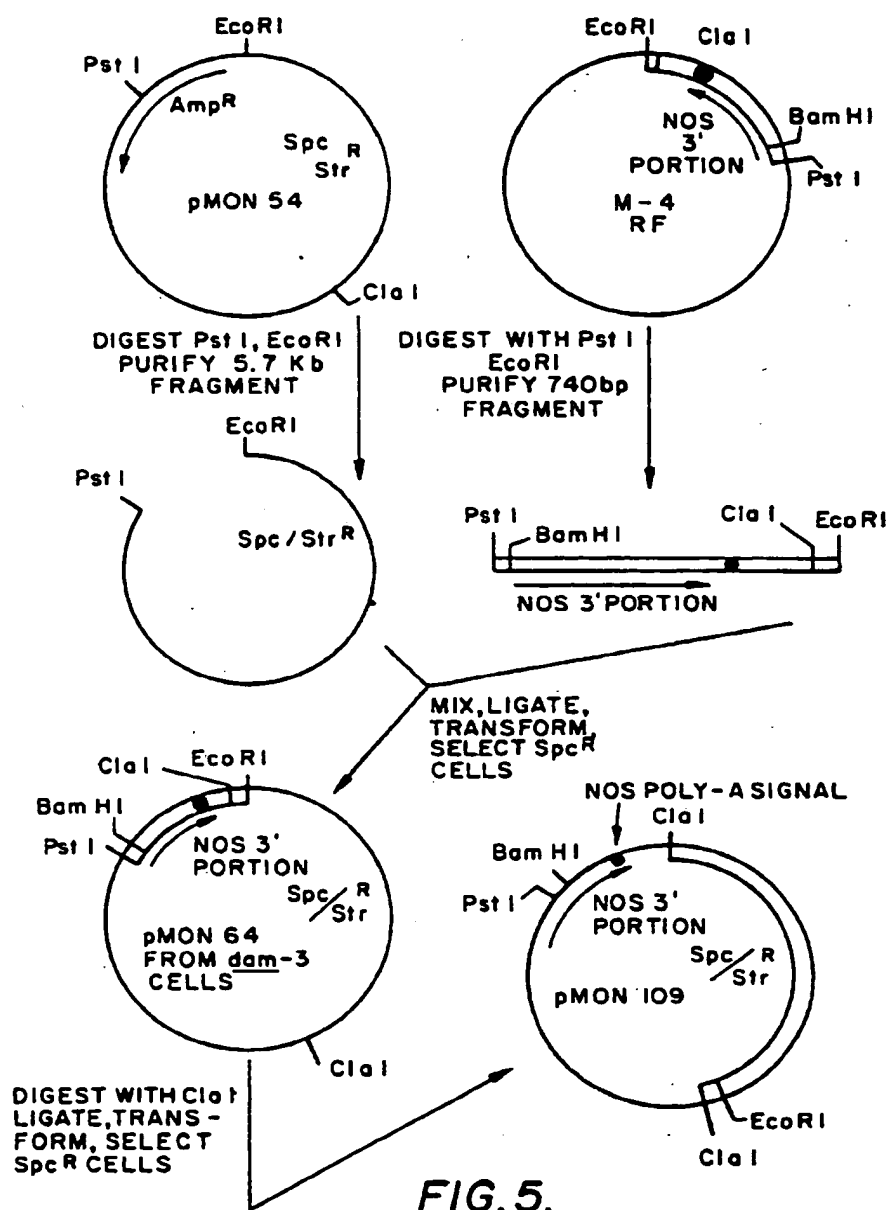 EcoRI
Pst I
Amp R
Spc
Str R
pMON 54
Cla I
EcoRI
Cla I
NOS
3'
PORTION
BamHI
Pst I
M-4
RF
DIGEST Pst I, EcoRI
PURIFY 5.7 Kb
FRAGMENT
DIGEST WITH Pst I
EcoRI
PURIFY 740bp
FRAGMENT
EcoRI
Pst I
Spc/Str R
Pst I
BamHI
Cla I
EcoRI
NOS 3' PORTION
MIX, LIGATE,
TRANSFORM,
SELECT Spc R
CELLS
Cla I
EcoRI
BamHI
Pst I
NOS 3'
PORTION
Spc/Str R
pMON 64
FROM dam-3
CELLS
Cla I
DIGEST WITH Cla I
LIGATE, TRANS-
FORM, SELECT
Spc R CELLS
NOS POLY-A SIGNAL
Cla I
BamHI
Pst I
NOS 3'
PORTION
Spc/Str R
pMON 109
EcoRI
Cla I
FIG. 5.